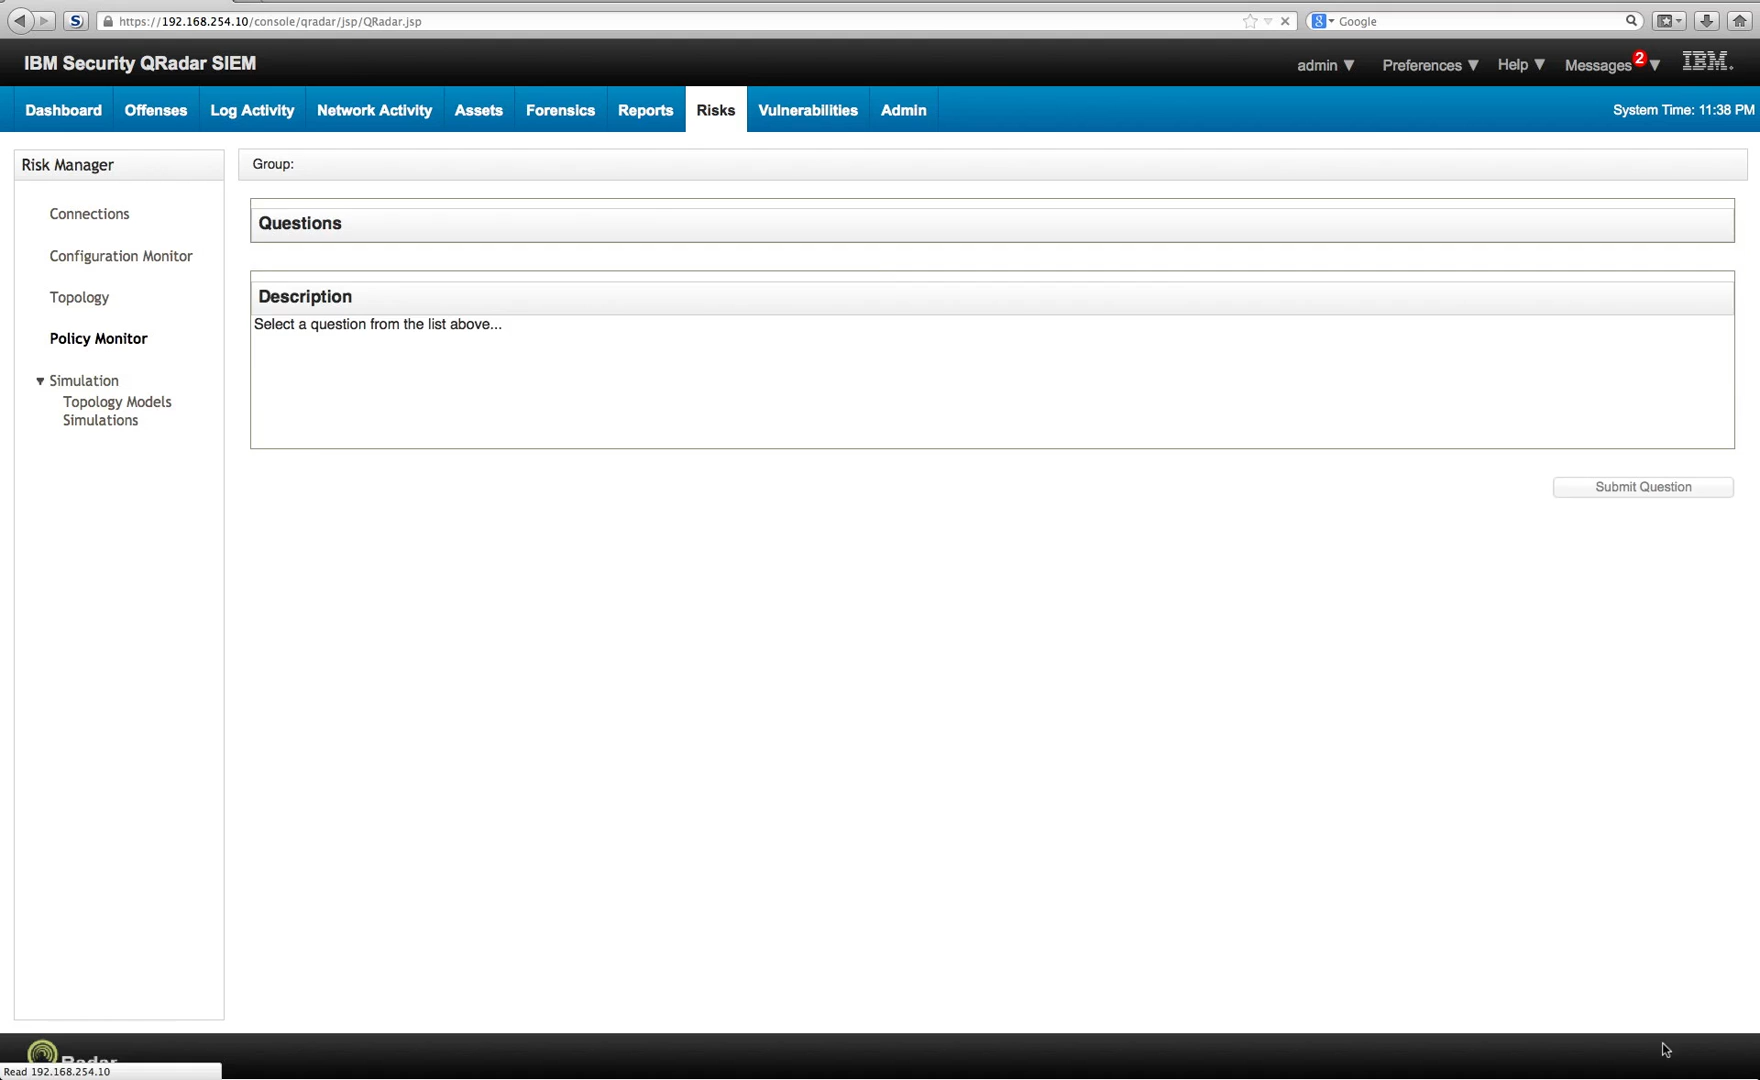 https://192.168.254.10/console/qradar/jsp/QRadar.jsp
Google
IBM Security QRadar SIEM
admin ▼ Preferences ▼ Help ▼ Messages 2 ▼ IBM.
Dashboard Offenses Log Activity Network Activity Assets Forensics Reports Risks Vulnerabilities Admin System Time: 11:38 PM
Risk Manager
Connections
Configuration Monitor
Topology
Policy Monitor
▼ Simulation
Topology Models
Simulations
Group:
Questions
Description
Select a question from the list above...
Submit Question
Radar
Read 192.168.254.10